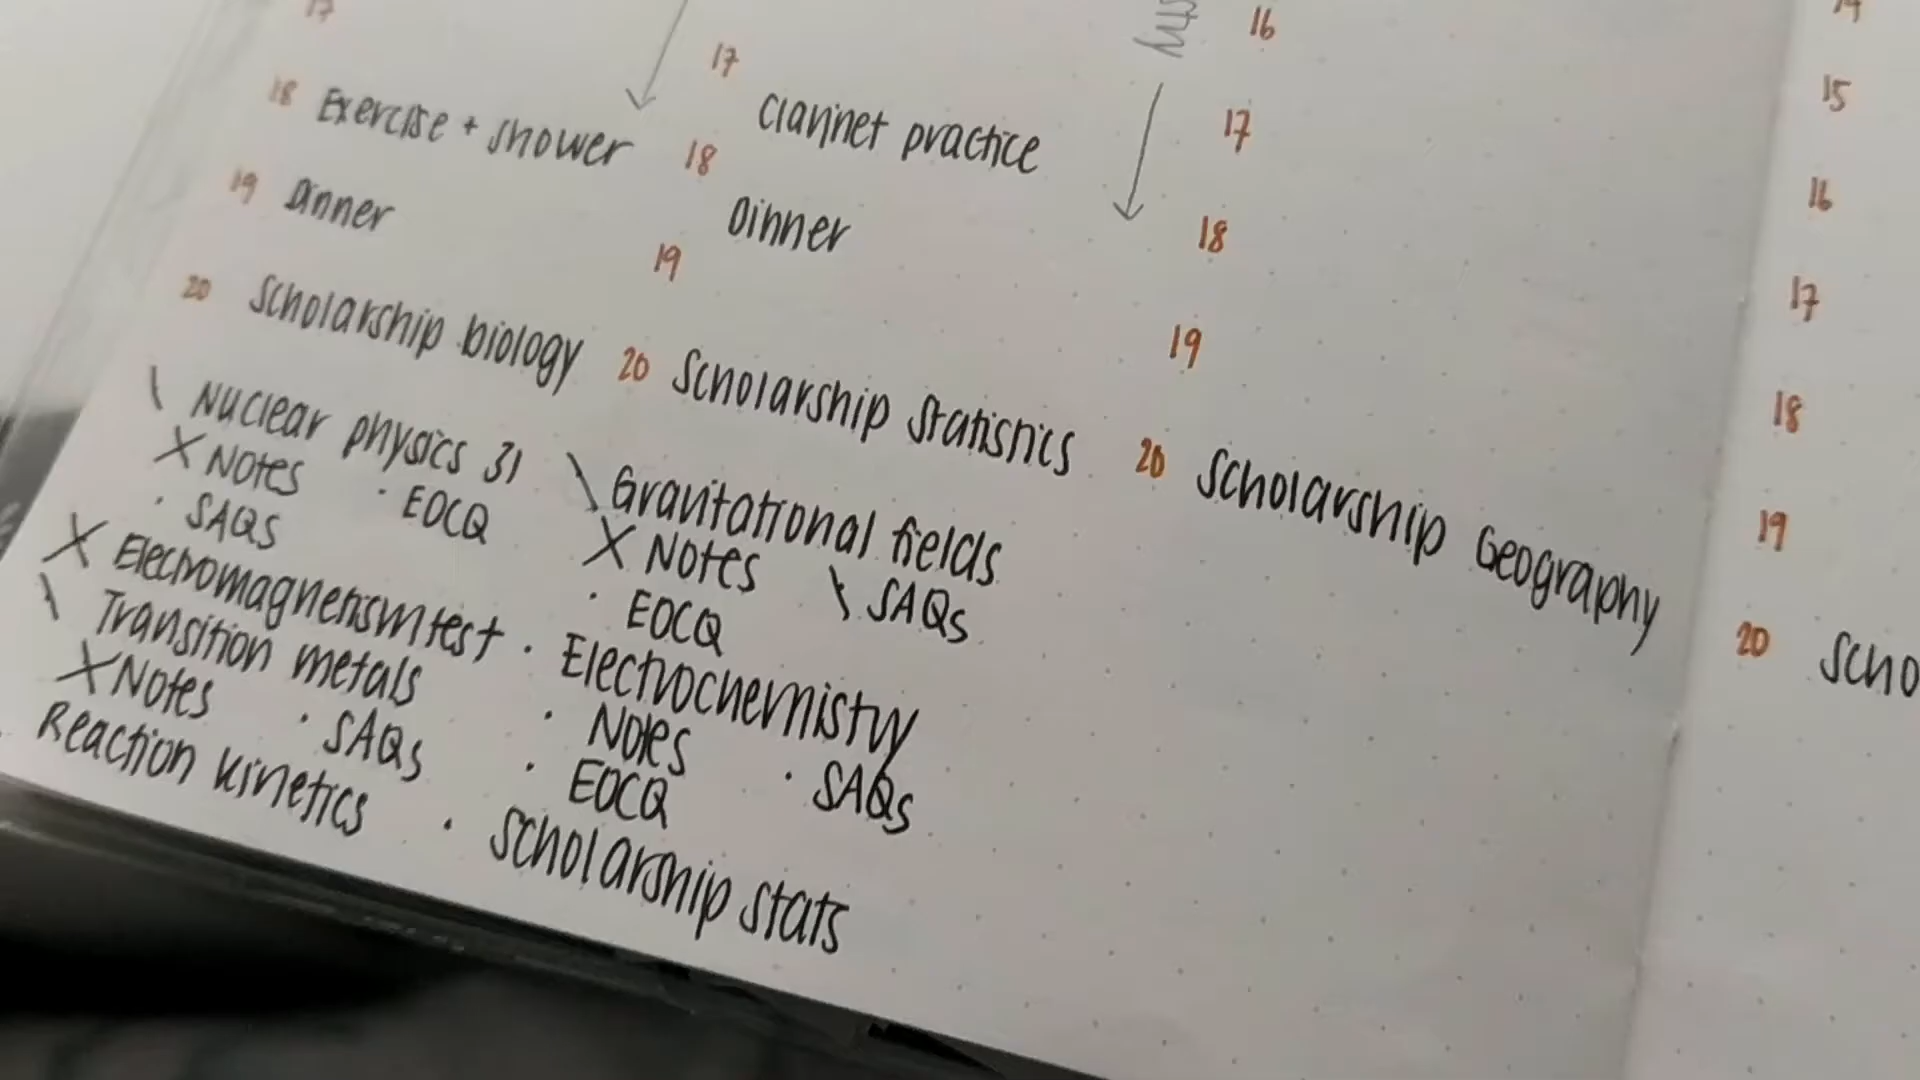 17
18 Exercise + shower
19 Dinner
20 Scholarship biology
\ Nuclear physics 31
X Notes · EOCQ
· SAQS
X Electromagnetism test
\ Transition metals
X Notes · SAQs
· Reaction kinetics
17
Clarinet practice
18
Dinner
19
20 Scholarship Statistics
\ Gravitational fields
X Notes \ SAQs
· EOCQ
· Electrochemistry
· Notes · SAQs
· EOCQ
· Scholarship stats
16
17
18
19
20 Scholarship Geography
14
15
16
17
18
19
20 Scho